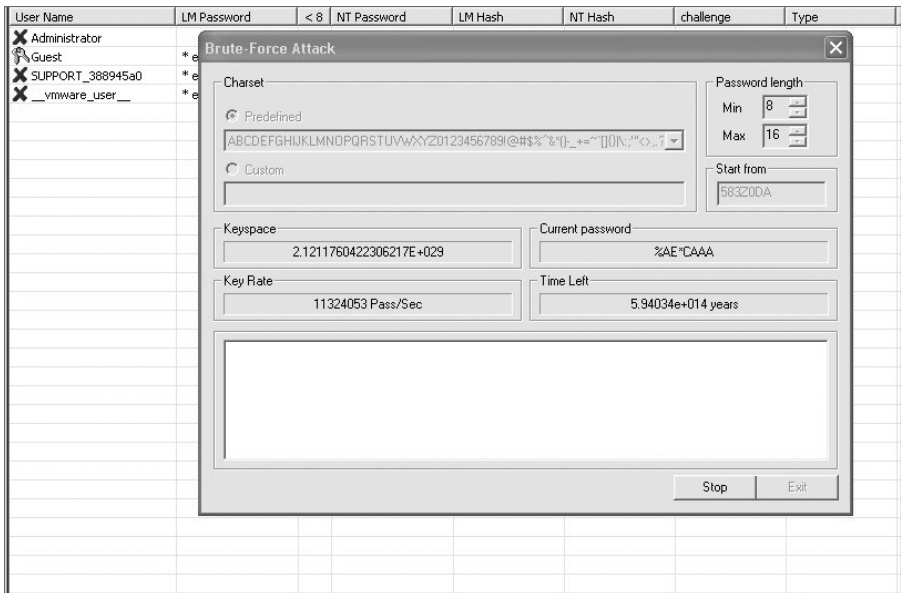 User Name LM Password < 8 NT Password LM Hash NT Hash challenge Type
Administrator
Guest * e
SUPPORT_388945a0 * e
__vmware_user__ * e
Brute-Force Attack
Charset
Predefined
Custom
Password length
Min 8
Max 16
Start from
583Z0DA
Keyspace
2.1211760422306217E+029
Current password
%AE*CAAA
Key Rate
11324053 Pass/Sec
Time Left
5.94034e+014 years
Stop Exit